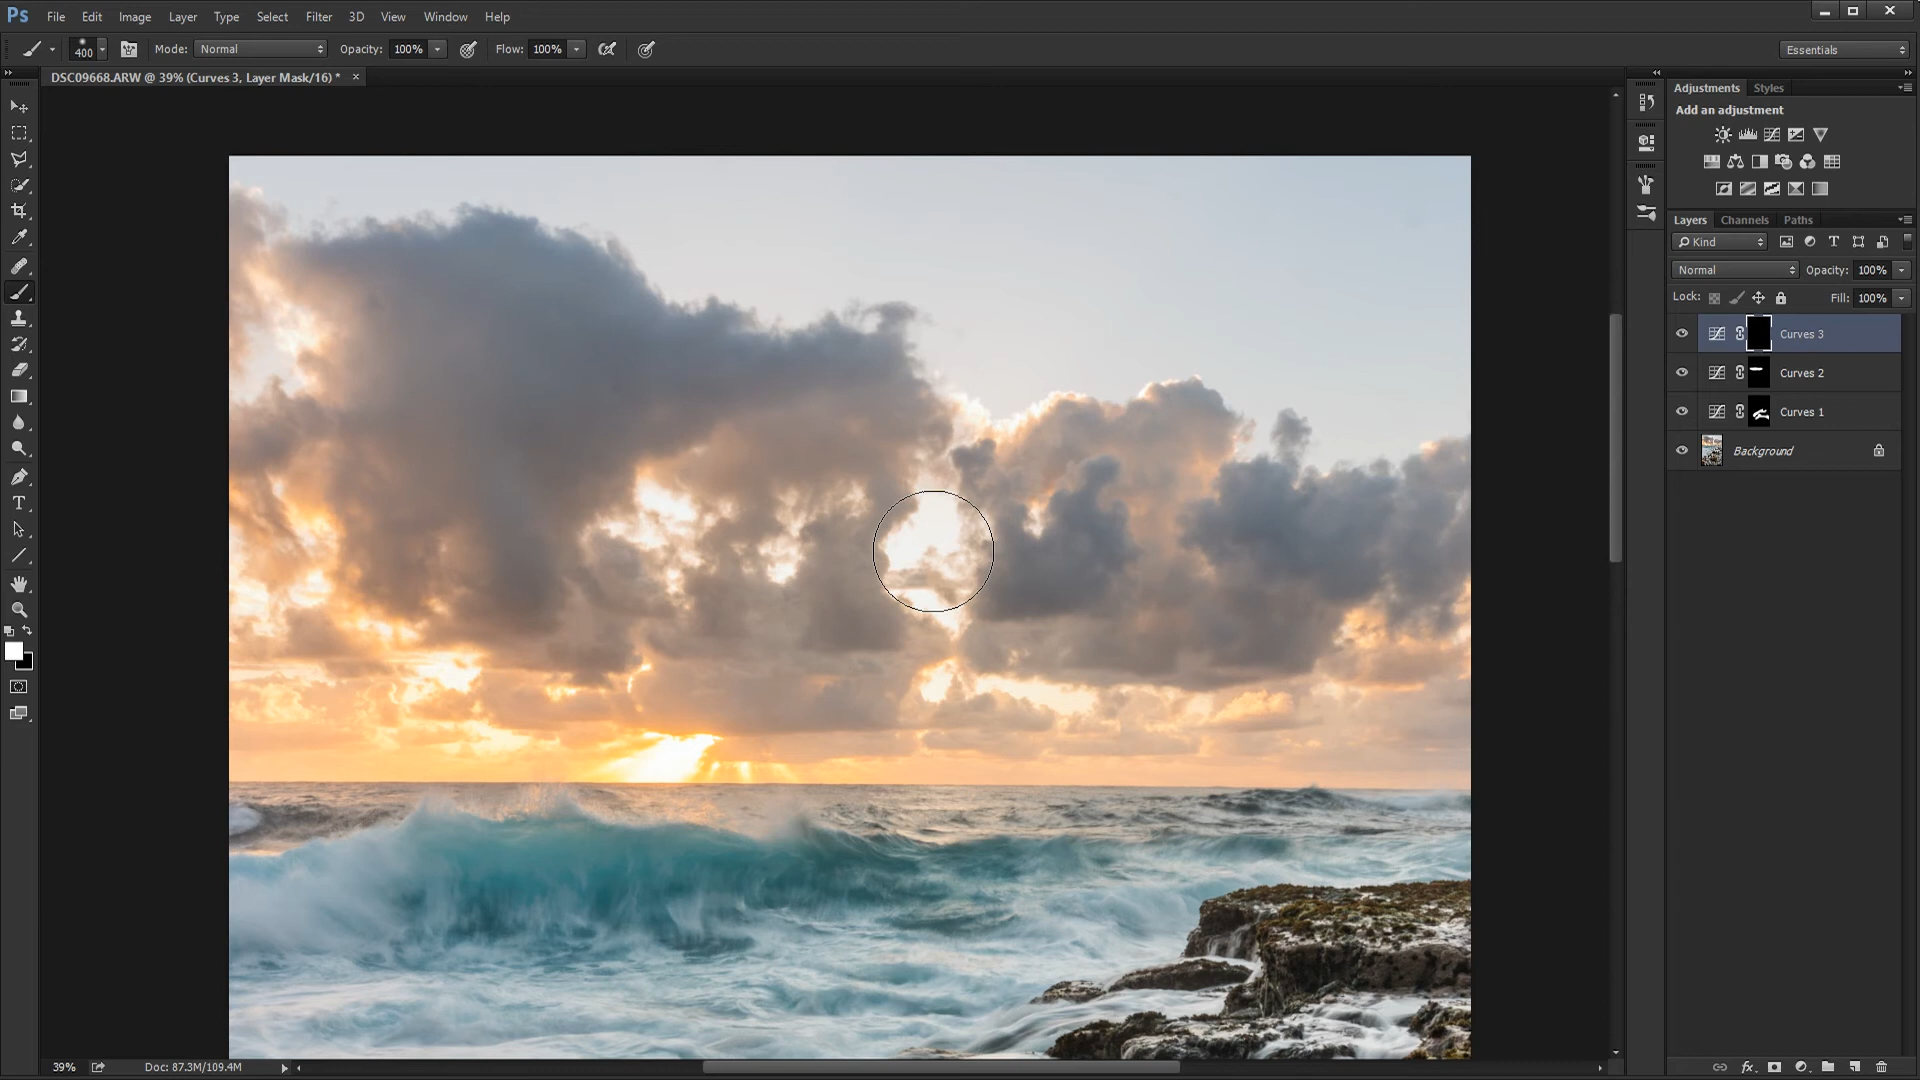 Ps File Edit Image Layer Type Select Filter 3D View Window Help
400 Mode: Normal Opacity: 100% Flow: 100% Essentials
DSC09668.ARW @ 39% (Curves 3, Layer Mask/16) * ×
Adjustments Styles
Add an adjustment
Layers Channels Paths
Kind T
Normal Opacity: 100%
Lock: Fill: 100%
Curves 3
Curves 2
Curves 1
Background
T
39% Doc: 87.3M/109.4M fx